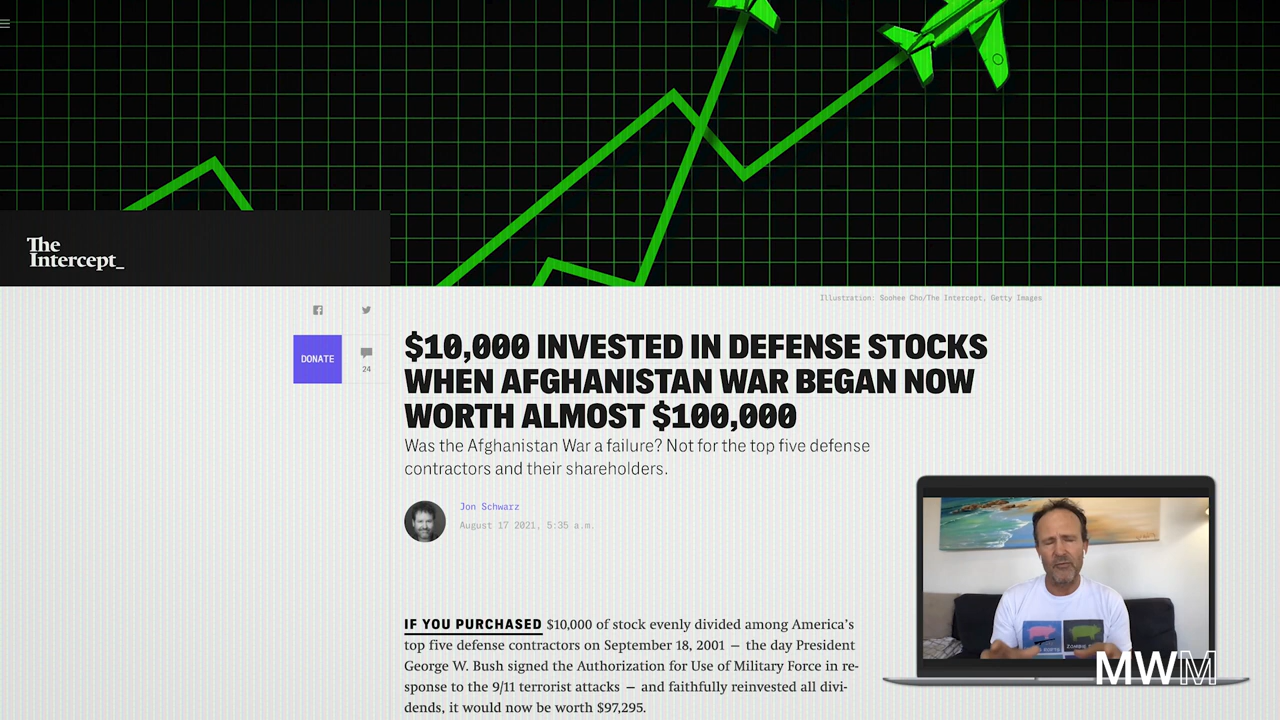 The
Intercept_
Illustration: Soohee Cho/The Intercept, Getty Images
DONATE
24
$10,000 INVESTED IN DEFENSE STOCKS
WHEN AFGHANISTAN WAR BEGAN NOW
WORTH ALMOST $100,000
Was the Afghanistan War a failure? Not for the top five defense
contractors and their shareholders.
Jon Schwarz
August 17 2021, 5:35 a.m.
IF YOU PURCHASED $10,000 of stock evenly divided among America’s
top five defense contractors on September 18, 2001 — the day President
George W. Bush signed the Authorization for Use of Military Force in re-
sponse to the 9/11 terrorist attacks — and faithfully reinvested all divi-
dends, it would now be worth $97,295.
MWM